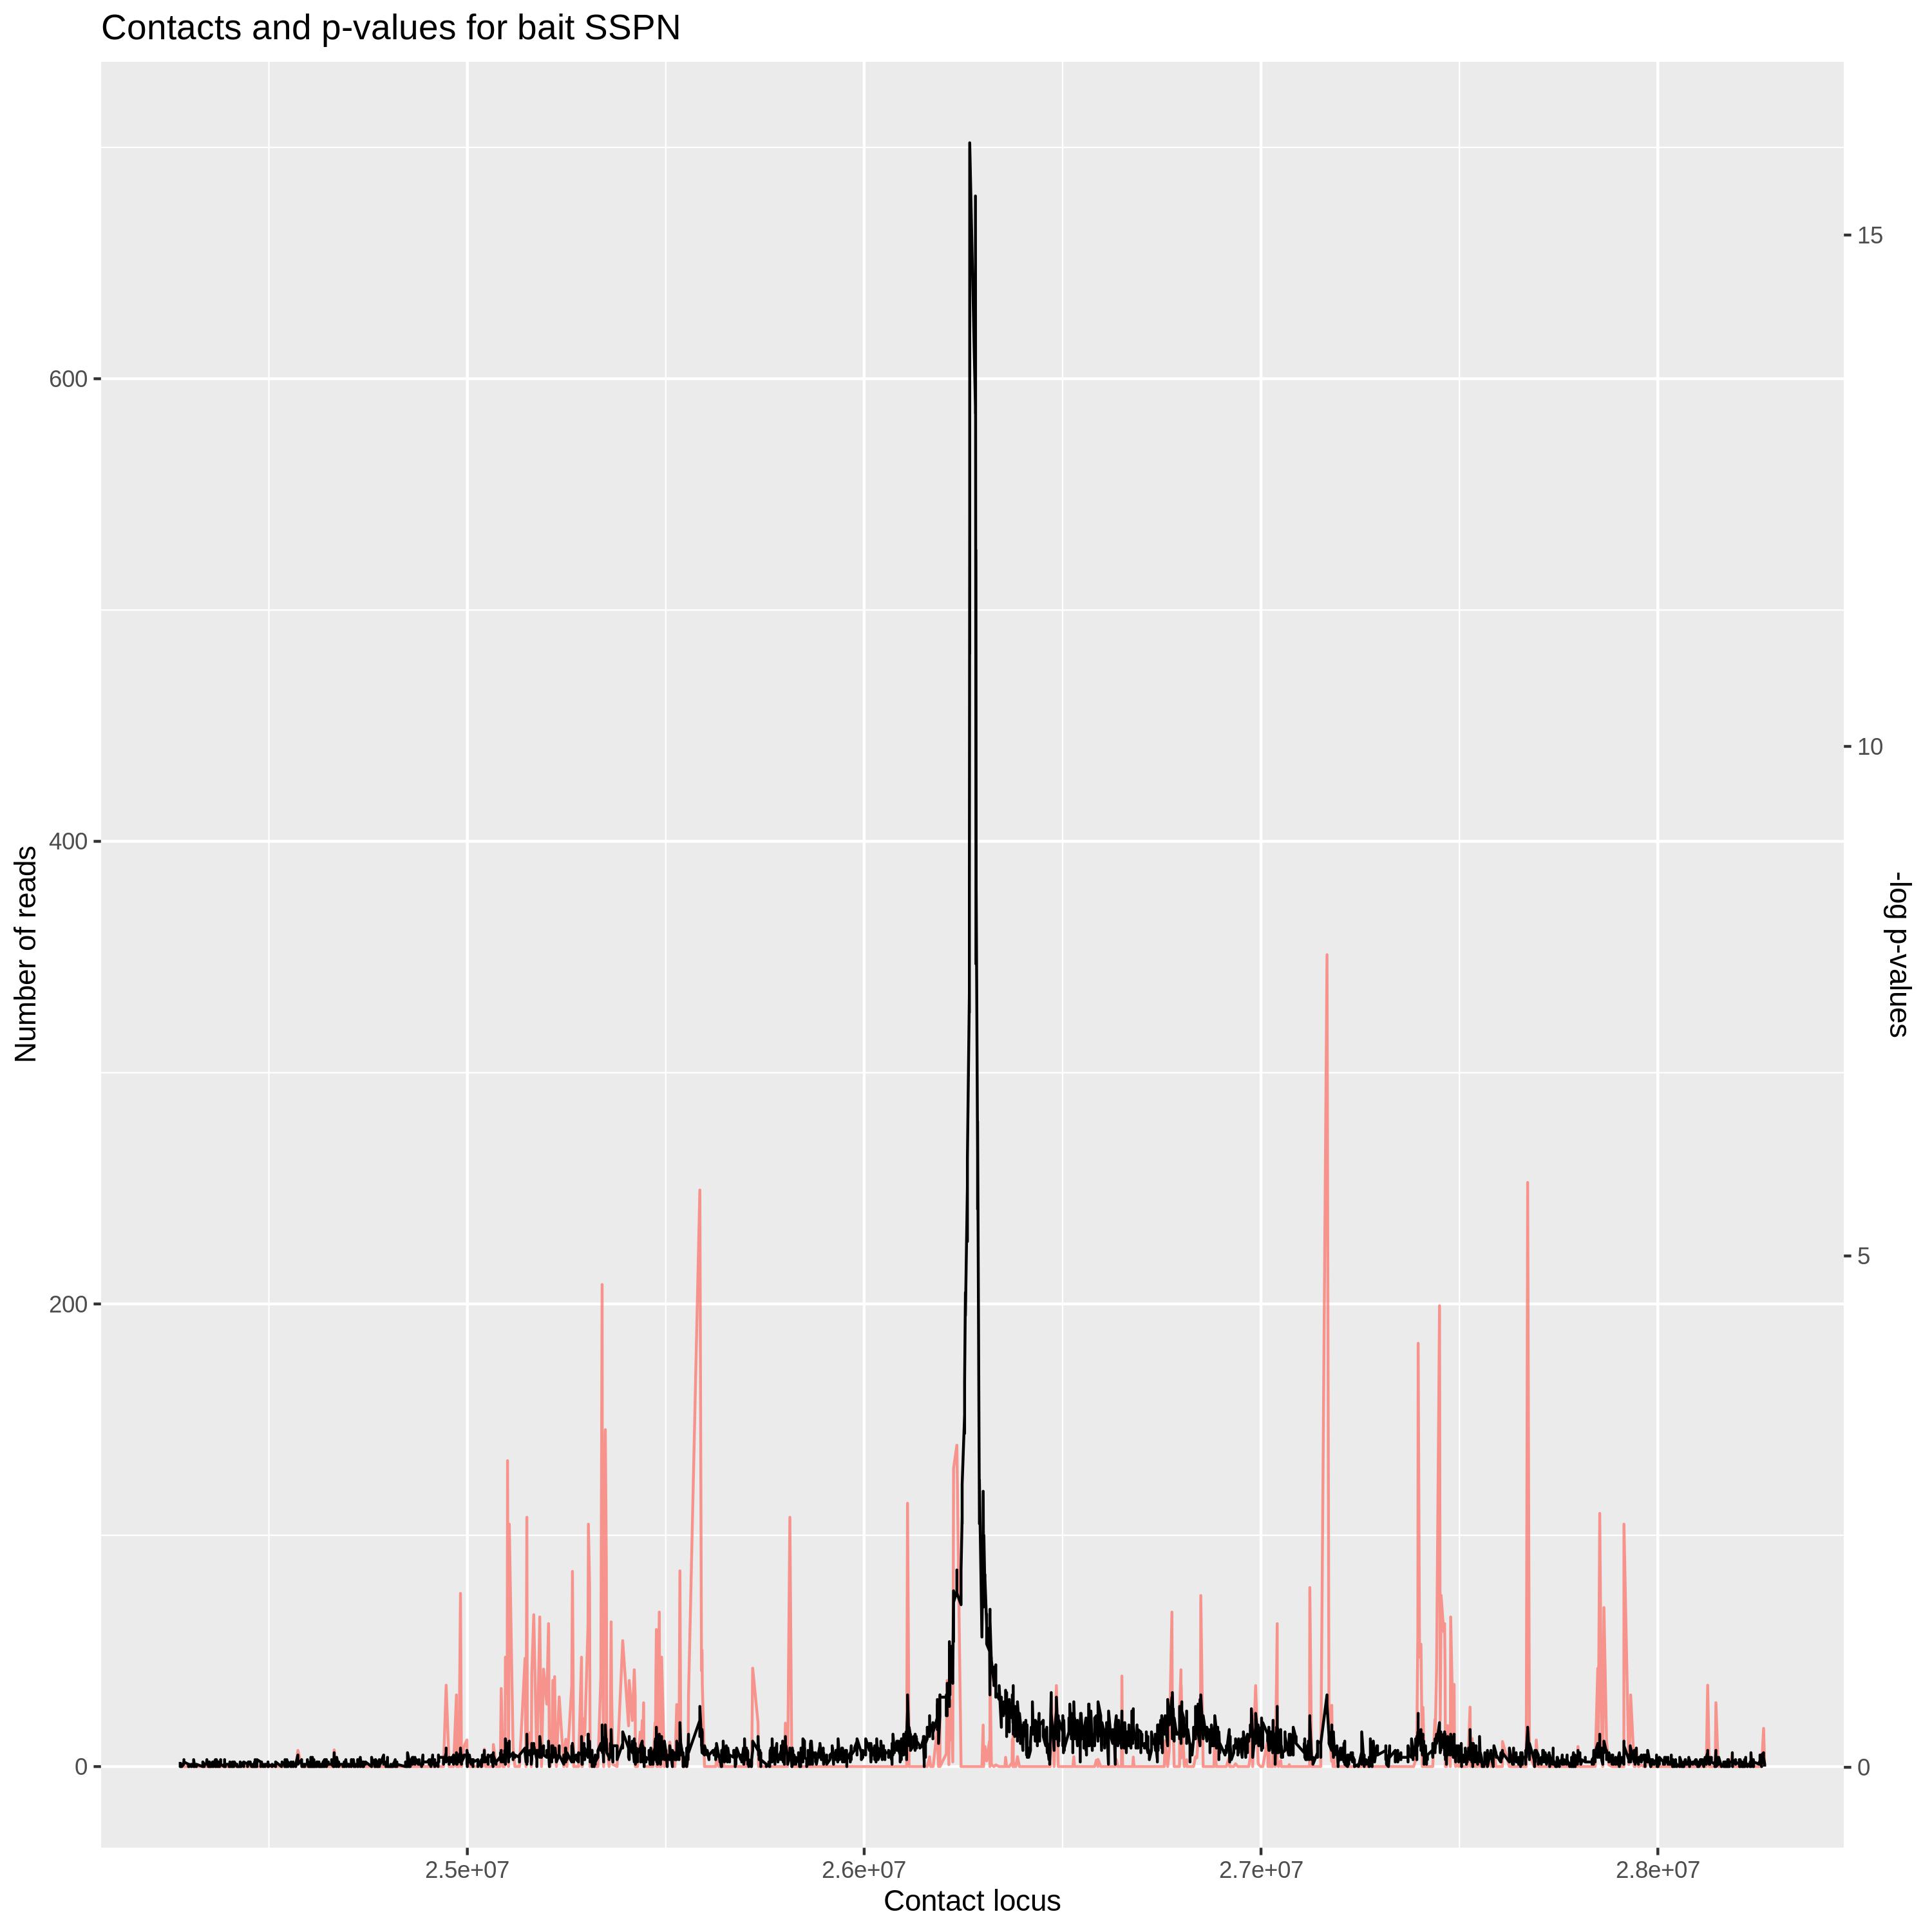 Contacts and p-values for bait SSPN
Number of reads
600
400
200
0
15
10
5
0
-log p-values
2.5e+07 2.6e+07 2.7e+07 2.8e+07
Contact locus